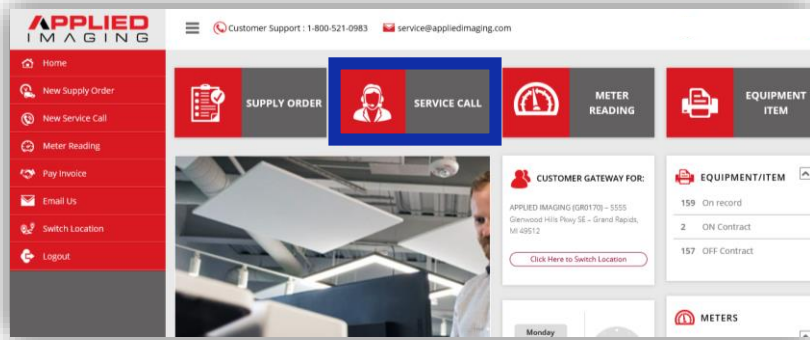 APPLIED
IMAGING
Customer Support : 1-800-521-0983
service@appliedimaging.com
Home
New Supply Order
New Service Call
Meter Reading
Pay Invoice
Email Us
Switch Location
Logout
SUPPLY ORDER
SERVICE CALL
METER
READING
EQUIPMENT
ITEM
CUSTOMER GATEWAY FOR:
APPLIED IMAGING (GR0170) – 5555
Glenwood Hills Pkwy SE – Grand Rapids,
MI 49512
Click Here to Switch Location
Monday
EQUIPMENT/ITEM
159 On record
2 ON Contract
157 OFF Contract
METERS